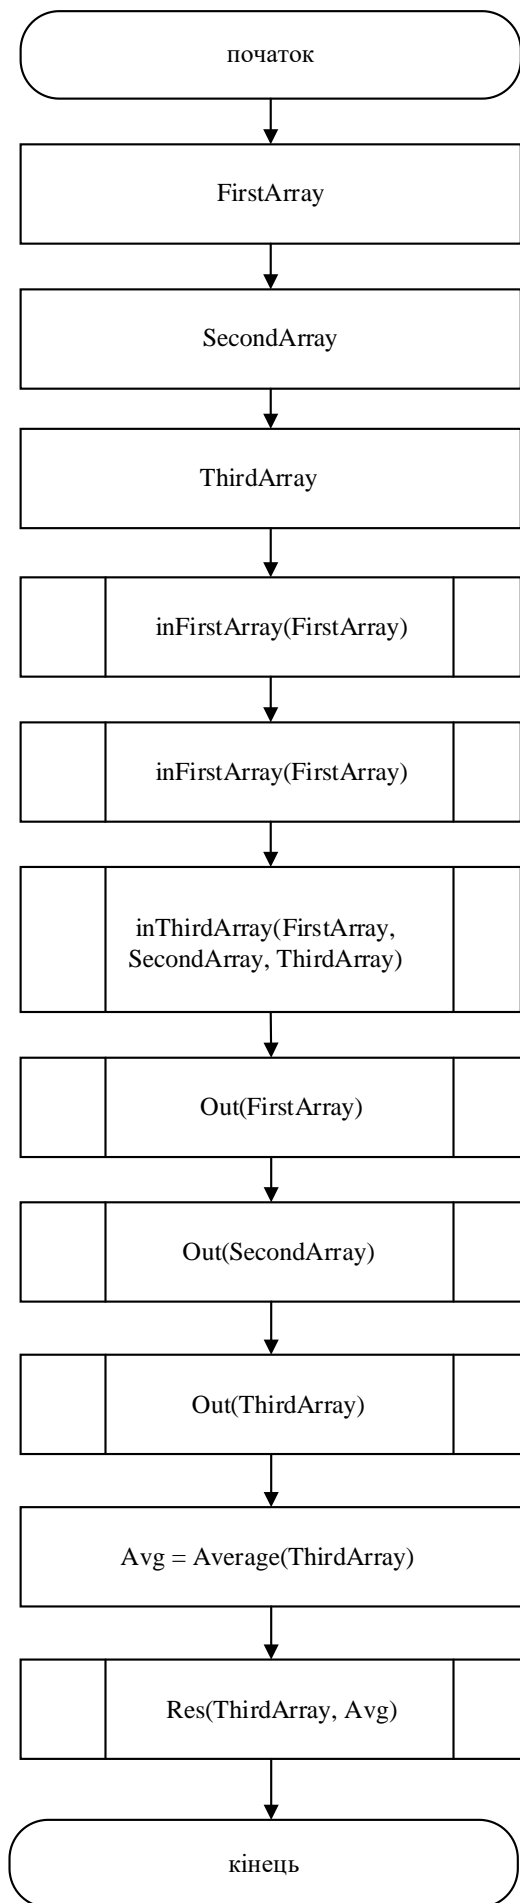 початок
FirstArray
SecondArray
ThirdArray
inFirstArray(FirstArray)
inFirstArray(FirstArray)
inThirdArray(FirstArray,
SecondArray, ThirdArray)
Out(FirstArray)
Out(SecondArray)
Out(ThirdArray)
Avg = Average(ThirdArray)
Res(ThirdArray, Avg)
кінець